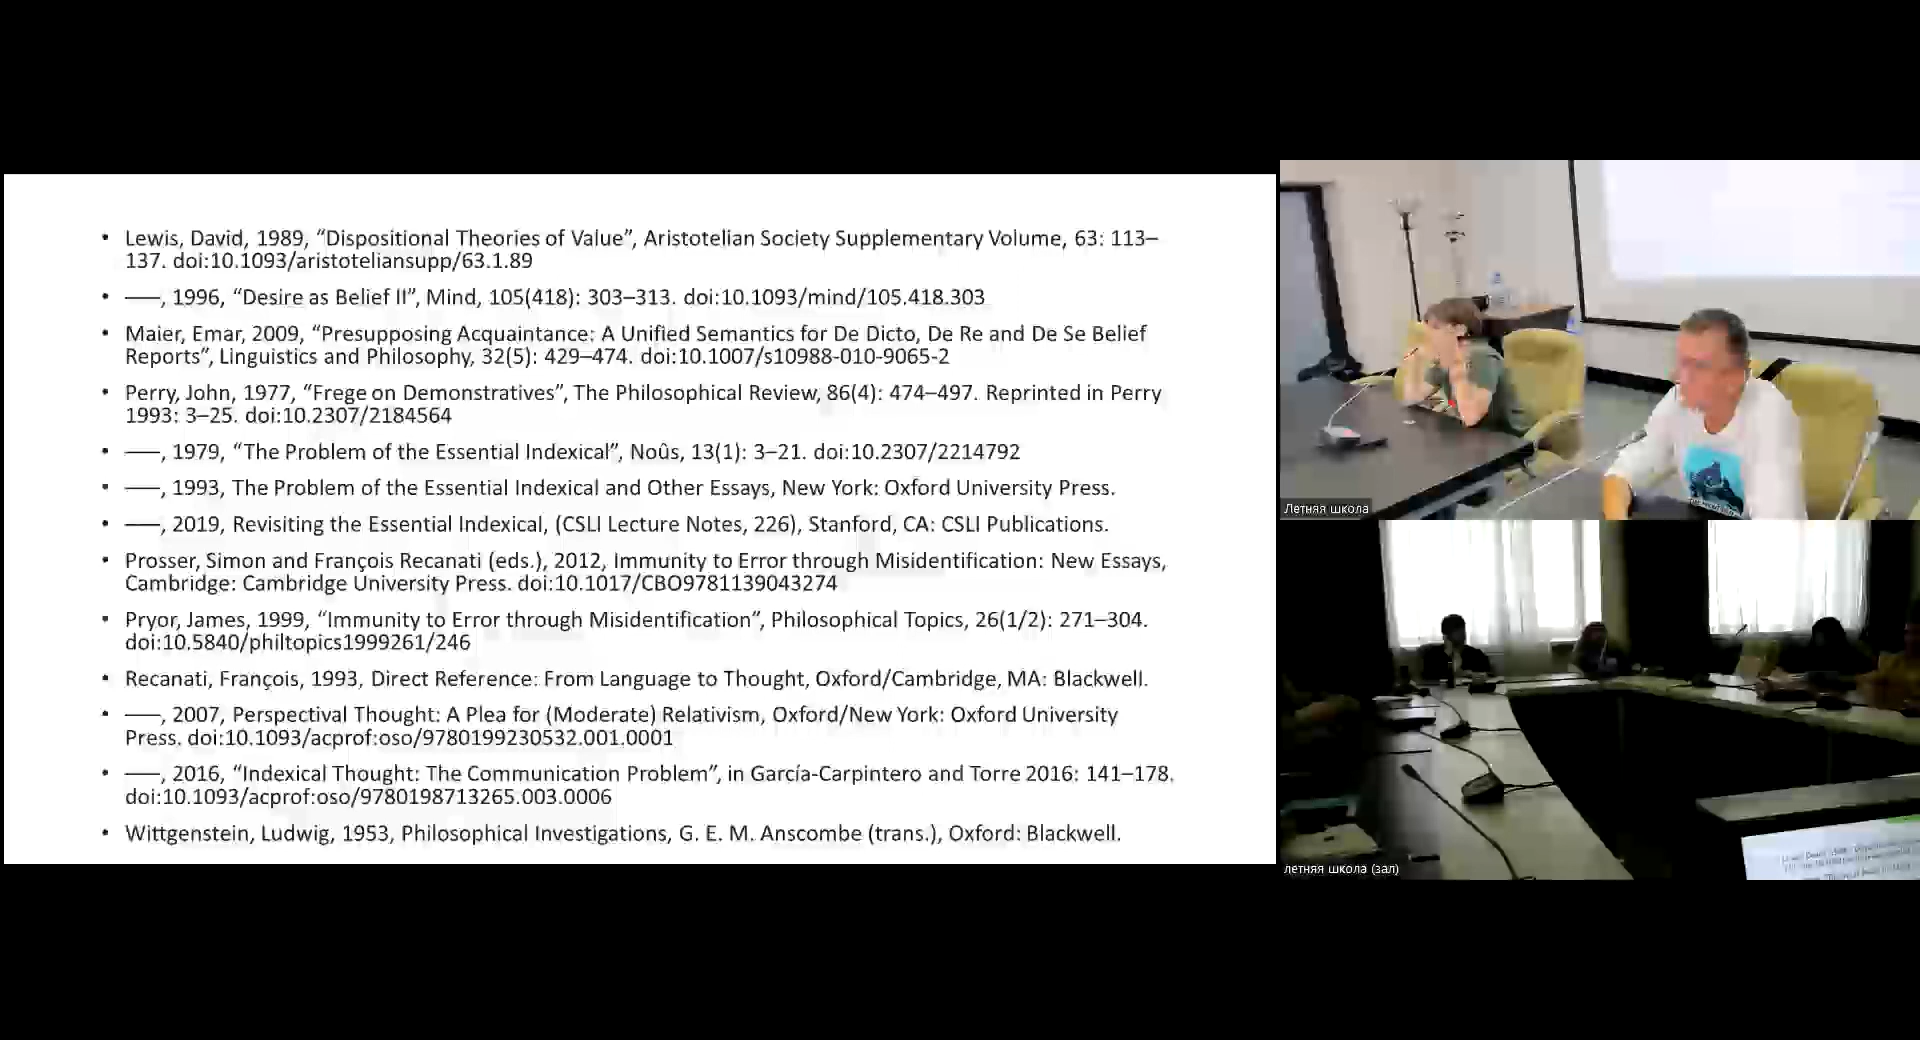 • Lewis, David, 1989, “Dispositional Theories of Value”, Aristotelian Society Supplementary Volume, 63: 113–
137. doi:10.1093/aristoteliansupp/63.1.89
• ––––, 1996, “Desire as Belief II”, Mind, 105(418): 303–313. doi:10.1093/mind/105.418.303
• Maier, Emar, 2009, “Presupposing Acquaintance: A Unified Semantics for De Dicto, De Re and De Se Belief
Reports”, Linguistics and Philosophy, 32(5): 429–474. doi:10.1007/s10988-010-9065-2
• Perry, John, 1977, “Frege on Demonstratives”, The Philosophical Review, 86(4): 474–497. Reprinted in Perry
1993: 3–25. doi:10.2307/2184564
• ––––, 1979, “The Problem of the Essential Indexical”, Noûs, 13(1): 3–21. doi:10.2307/2214792
• ––––, 1993, The Problem of the Essential Indexical and Other Essays, New York: Oxford University Press.
• ––––, 2019, Revisiting the Essential Indexical, (CSLI Lecture Notes, 226), Stanford, CA: CSLI Publications.
• Prosser, Simon and François Recanati (eds.), 2012, Immunity to Error through Misidentification: New Essays,
Cambridge: Cambridge University Press. doi:10.1017/CBO9781139043274
• Pryor, James, 1999, “Immunity to Error through Misidentification”, Philosophical Topics, 26(1/2): 271–304.
doi:10.5840/philtopics1999261/246
• Recanati, François, 1993, Direct Reference: From Language to Thought, Oxford/Cambridge, MA: Blackwell.
• ––––, 2007, Perspectival Thought: A Plea for (Moderate) Relativism, Oxford/New York: Oxford University
Press. doi:10.1093/acprof:oso/9780199230532.001.0001
• ––––, 2016, “Indexical Thought: The Communication Problem”, in García-Carpintero and Torre 2016: 141–178.
doi:10.1093/acprof:oso/9780198713265.003.0006
• Wittgenstein, Ludwig, 1953, Philosophical Investigations, G. E. M. Anscombe (trans.), Oxford: Blackwell.
Летняя школа
летняя школа (зал)